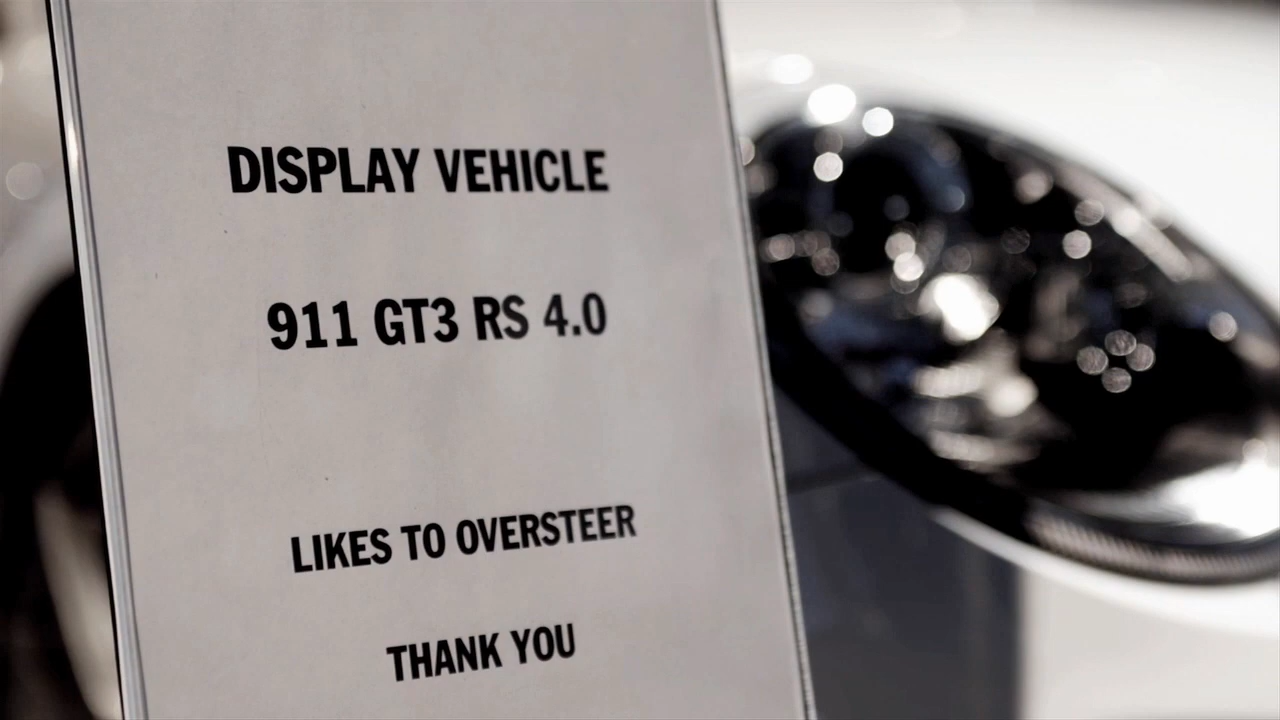 DISPLAY VEHICLE
911 GT3 RS 4.0
LIKES TO OVERSTEER
THANK YOU